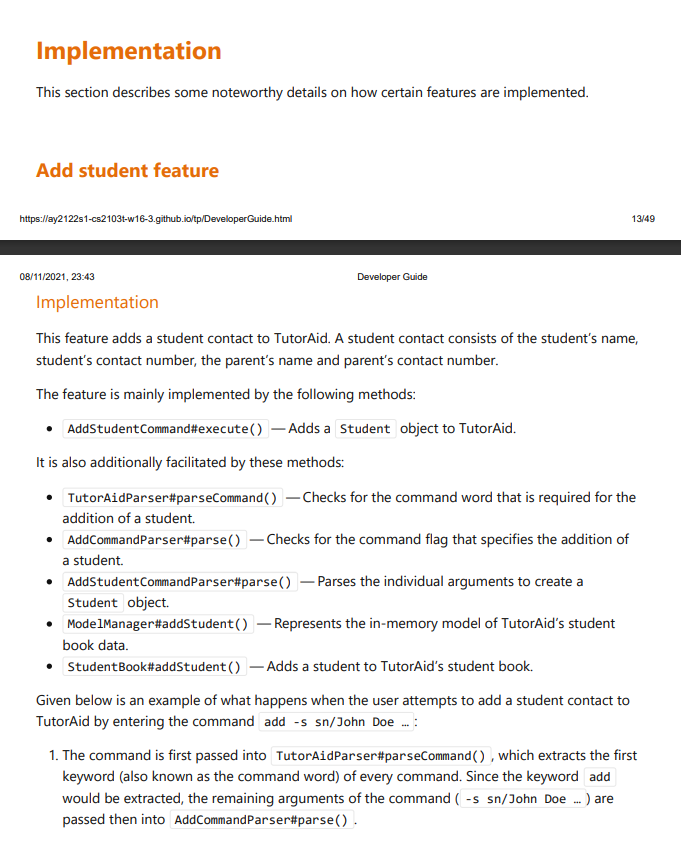 Implementation
This section describes some noteworthy details on how certain features are implemented.
Add student feature
https://ay2122s1-cs2103t-w16-3.github.io/tp/DeveloperGuide.html 13/49
08/11/2021, 23:43 Developer Guide
Implementation
This feature adds a student contact to TutorAid. A student contact consists of the student's name,
student's contact number, the parent's name and parent's contact number.
The feature is mainly implemented by the following methods:
• AddStudentCommand#execute() — Adds a Student object to TutorAid.
It is also additionally facilitated by these methods:
• TutorAidParser#parseCommand() — Checks for the command word that is required for the
addition of a student.
• AddCommandParser#parse() — Checks for the command flag that specifies the addition of
a student.
• AddStudentCommandParser#parse() — Parses the individual arguments to create a
Student object.
• ModelManager#addStudent() — Represents the in-memory model of TutorAid's student
book data.
• StudentBook#addStudent() — Adds a student to TutorAid's student book.
Given below is an example of what happens when the user attempts to add a student contact to
TutorAid by entering the command add -s sn/John Doe … :
1. The command is first passed into TutorAidParser#parseCommand() , which extracts the first
keyword (also known as the command word) of every command. Since the keyword add
would be extracted, the remaining arguments of the command ( -s sn/John Doe … ) are
passed then into AddCommandParser#parse() .